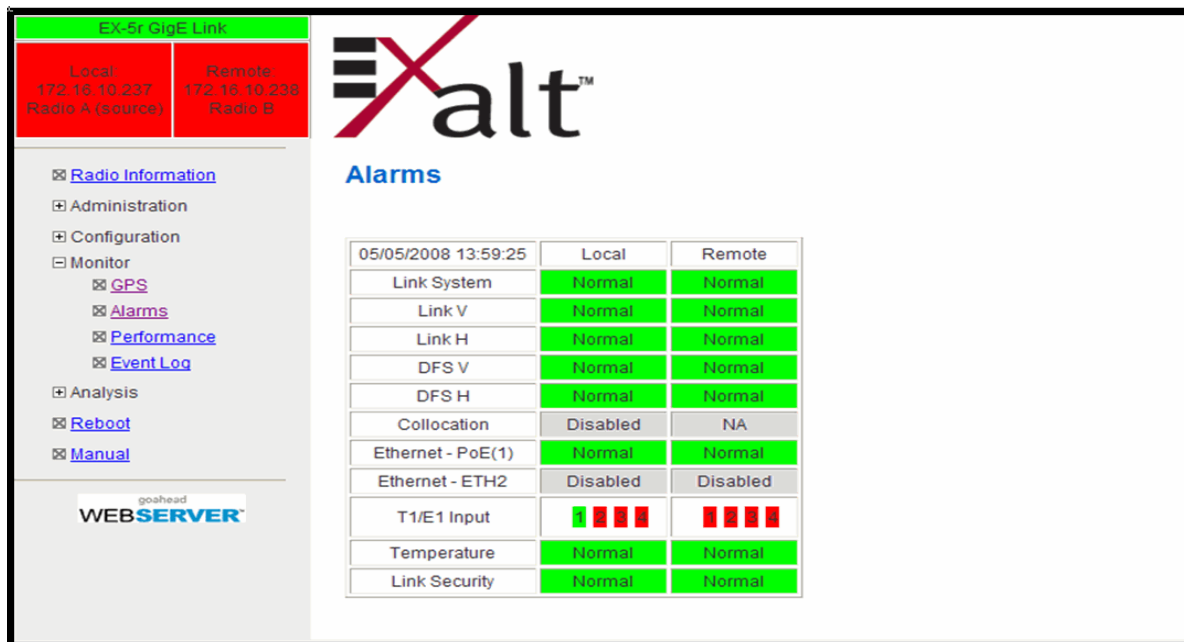 EX-5r GigE Link
Local:
172.16.10.237
Radio A (source)
Remote:
172.16.10.238
Radio B
Radio Information
Administration
Configuration
Monitor
GPS
Alarms
Performance
Event Log
Analysis
Reboot
Manual
goahead
WEBSERVER™
EXalt™
Alarms
05/05/2008 13:59:25 Local Remote
Link System Normal Normal
Link V Normal Normal
Link H Normal Normal
DFS V Normal Normal
DFS H Normal Normal
Collocation Disabled NA
Ethernet - PoE(1) Normal Normal
Ethernet - ETH2 Disabled Disabled
T1/E1 Input 1 2 3 4 1 2 3 4
Temperature Normal Normal
Link Security Normal Normal